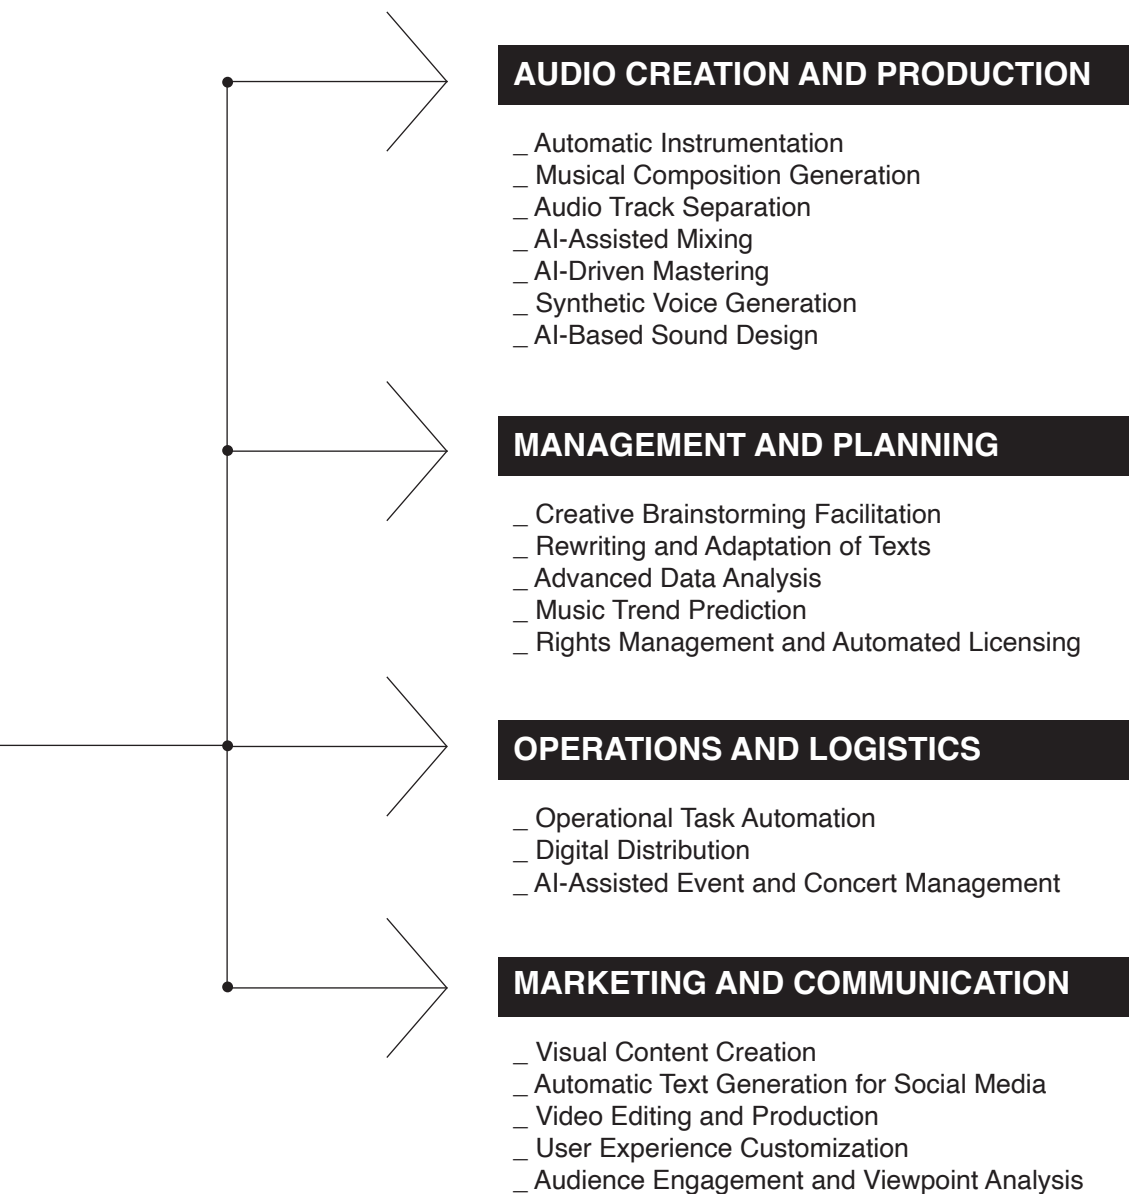 AUDIO CREATION AND PRODUCTION
_ Automatic Instrumentation
_ Musical Composition Generation
_ Audio Track Separation
_ AI-Assisted Mixing
_ AI-Driven Mastering
_ Synthetic Voice Generation
_ AI-Based Sound Design
MANAGEMENT AND PLANNING
_ Creative Brainstorming Facilitation
_ Rewriting and Adaptation of Texts
_ Advanced Data Analysis
_ Music Trend Prediction
_ Rights Management and Automated Licensing
OPERATIONS AND LOGISTICS
_ Operational Task Automation
_ Digital Distribution
_ AI-Assisted Event and Concert Management
MARKETING AND COMMUNICATION
_ Visual Content Creation
_ Automatic Text Generation for Social Media
_ Video Editing and Production
_ User Experience Customization
_ Audience Engagement and Viewpoint Analysis